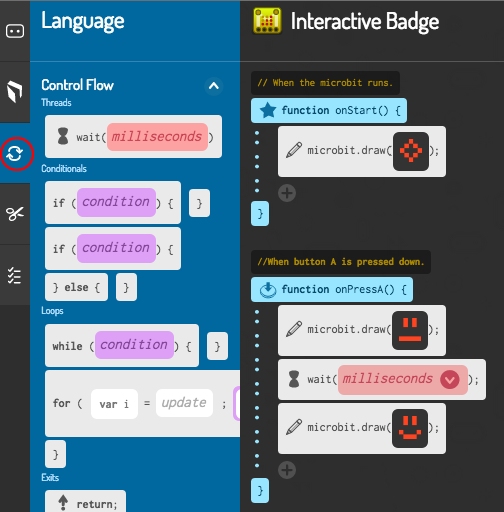 Language
Control Flow
Threads
wait(milliseconds)
Conditionals
if (condition) { }
if (condition) {
} else { }
Loops
while (condition) { }
for ( var i = update ;
}
Exits
return;
Interactive Badge
// When the microbit runs.
function onStart() {
microbit.draw( );
}
//When button A is pressed down.
function onPressA() {
microbit.draw( );
wait(milliseconds );
microbit.draw( );
}